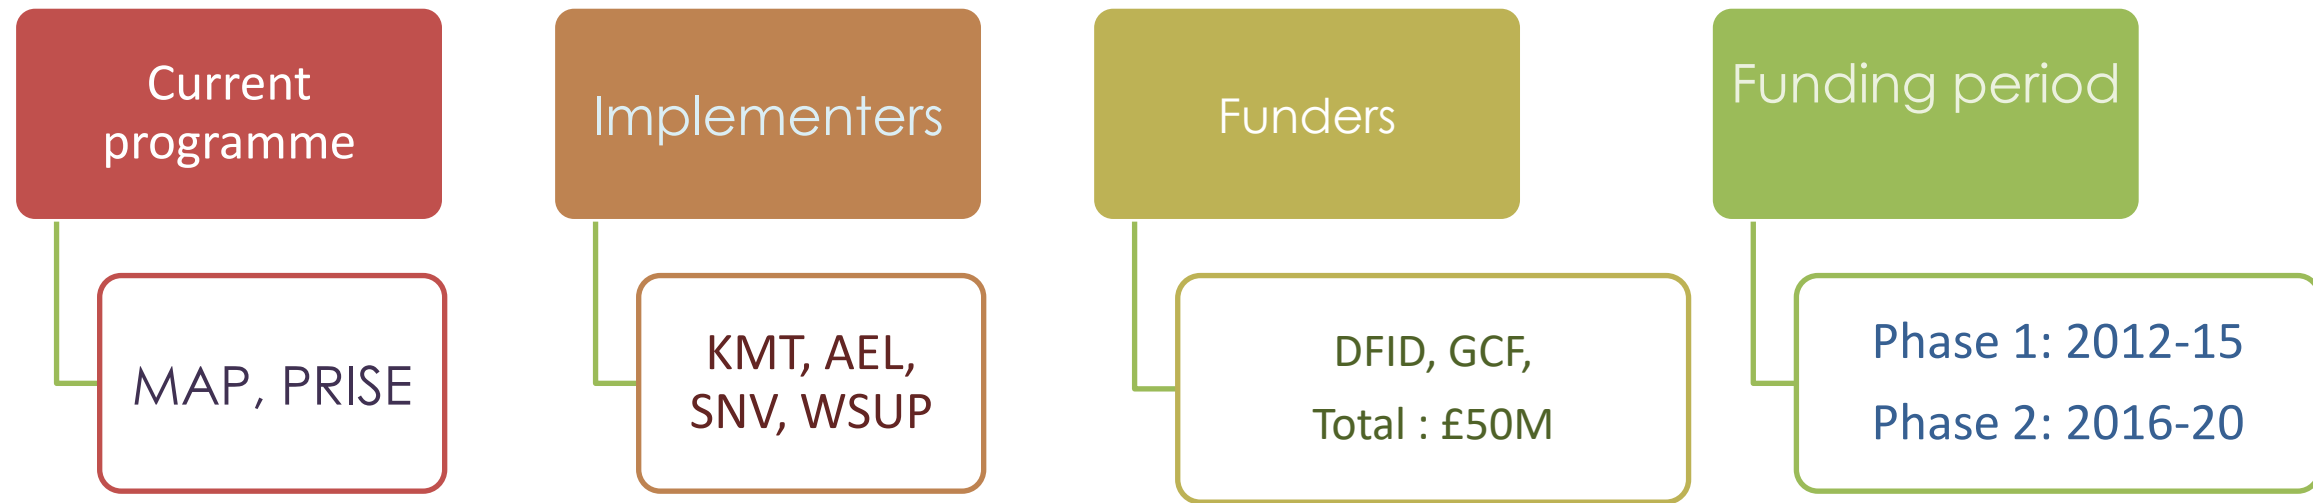 Current
programme
MAP, PRISE
Implementers
KMT, AEL,
SNV, WSUP
Funders
DFID, GCF,
Total : £50M
Funding period
Phase 1: 2012-15
Phase 2: 2016-20